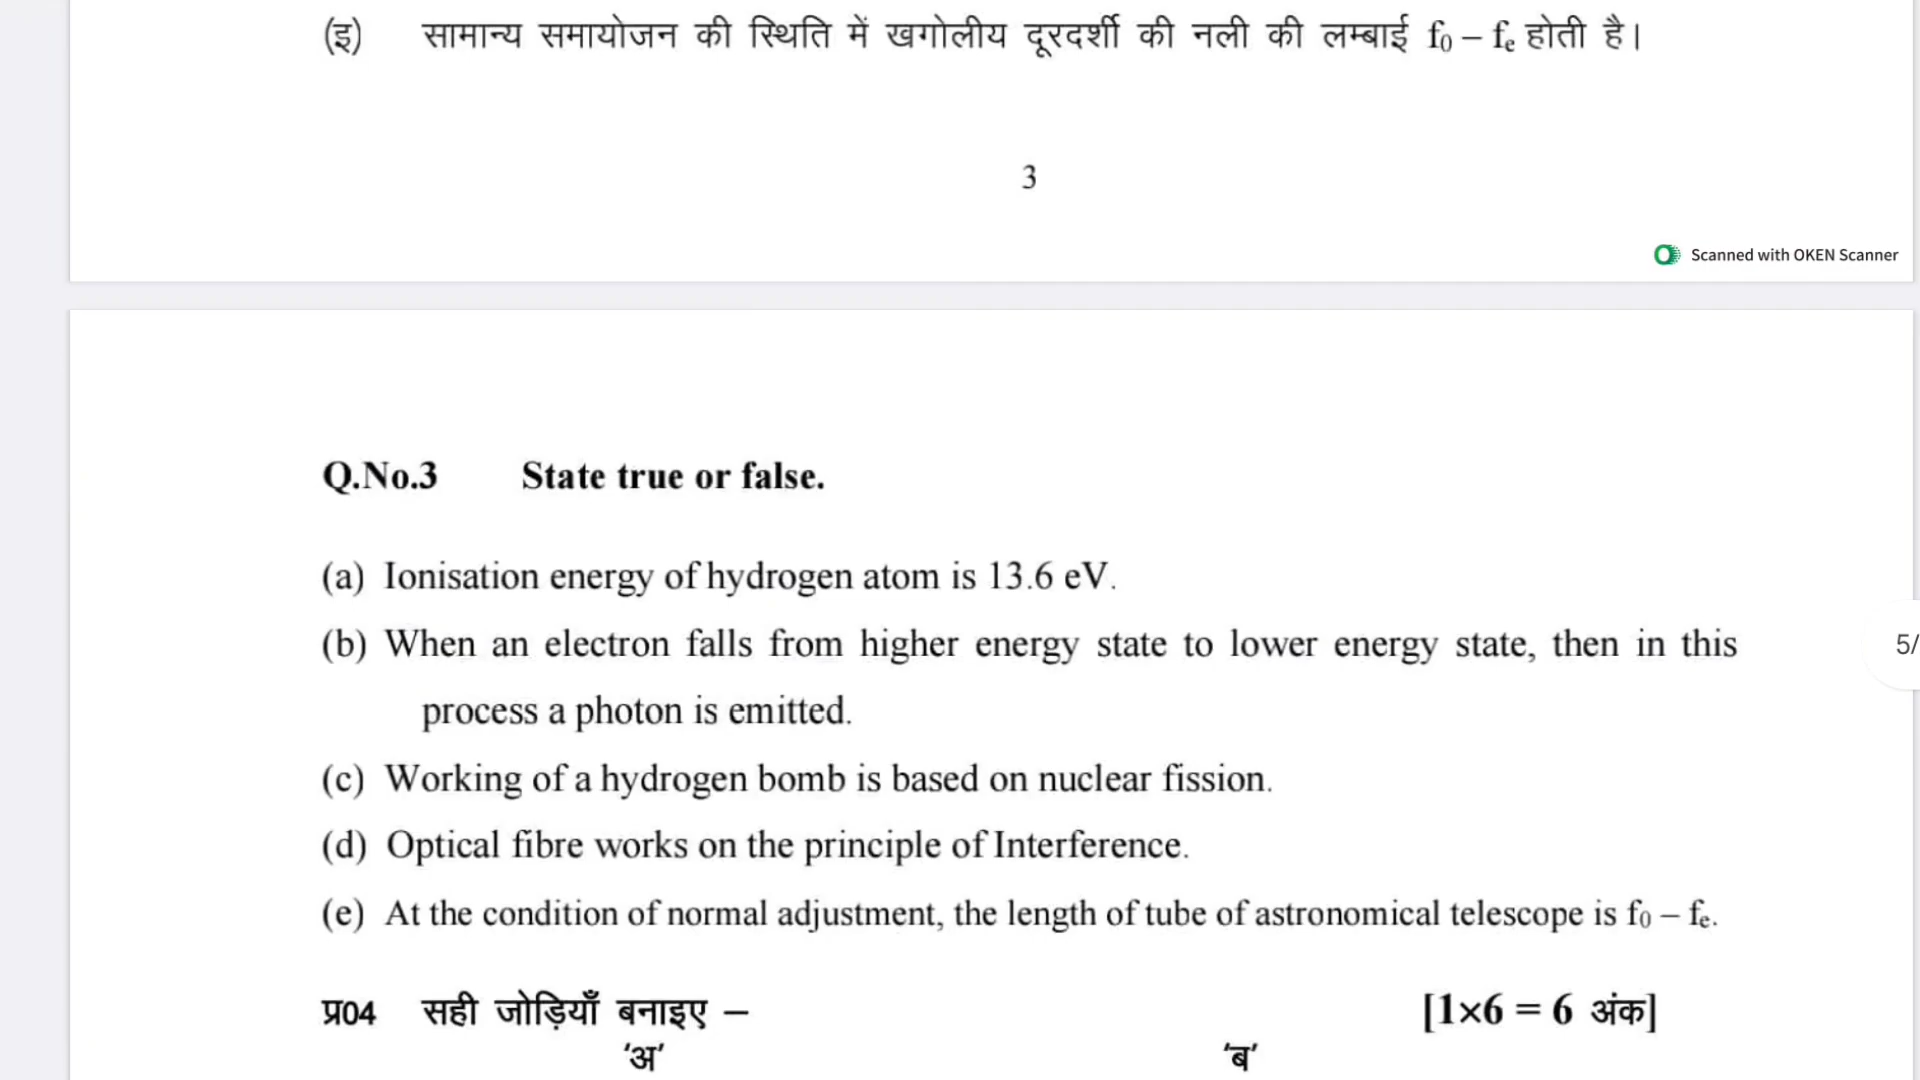 (इ) सामान्य समायोजन की स्थिति में खगोलीय दूरदर्शी की नली की लम्बाई f₀ – fₑ होती है।
3
Scanned with OKEN Scanner
Q.No.3 State true or false.
(a) Ionisation energy of hydrogen atom is 13.6 eV.
(b) When an electron falls from higher energy state to lower energy state, then in this
process a photon is emitted.
(c) Working of a hydrogen bomb is based on nuclear fission.
(d) Optical fibre works on the principle of Interference.
(e) At the condition of normal adjustment, the length of tube of astronomical telescope is f₀ – fₑ.
प्र04 सही जोड़ियाँ बनाइए – [1×6 = 6 अंक]
‘अ’ ‘ब’
5/